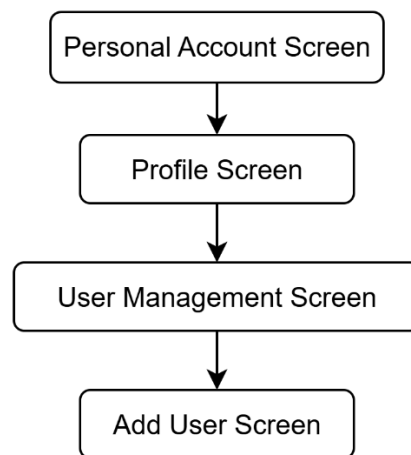 Personal Account Screen
Profile Screen
User Management Screen
Add User Screen